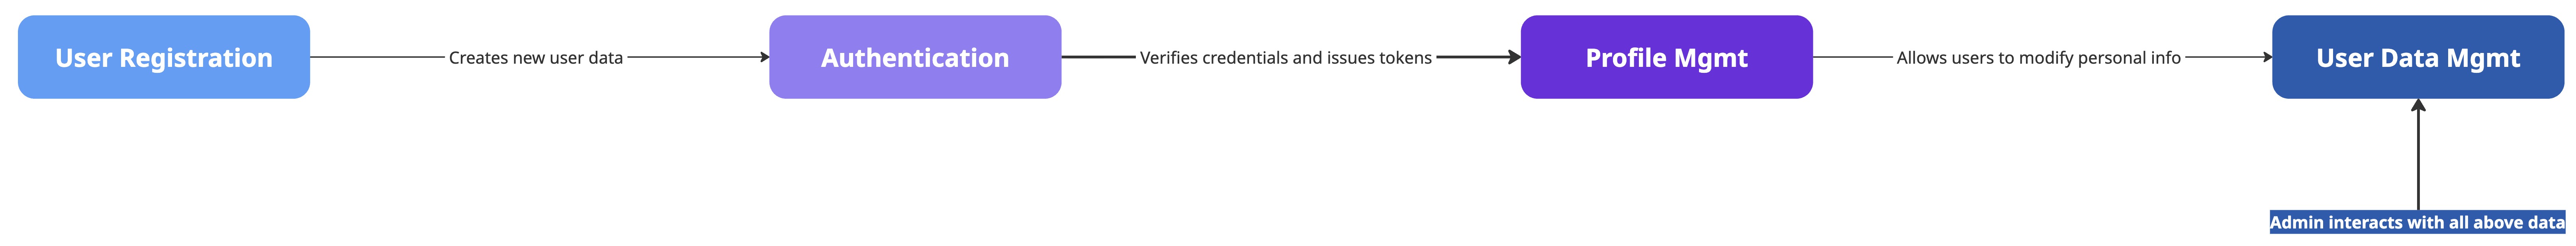 User Registration
Creates new user data
Authentication
Verifies credentials and issues tokens
Profile Mgmt
Allows users to modify personal info
User Data Mgmt
Admin interacts with all above data